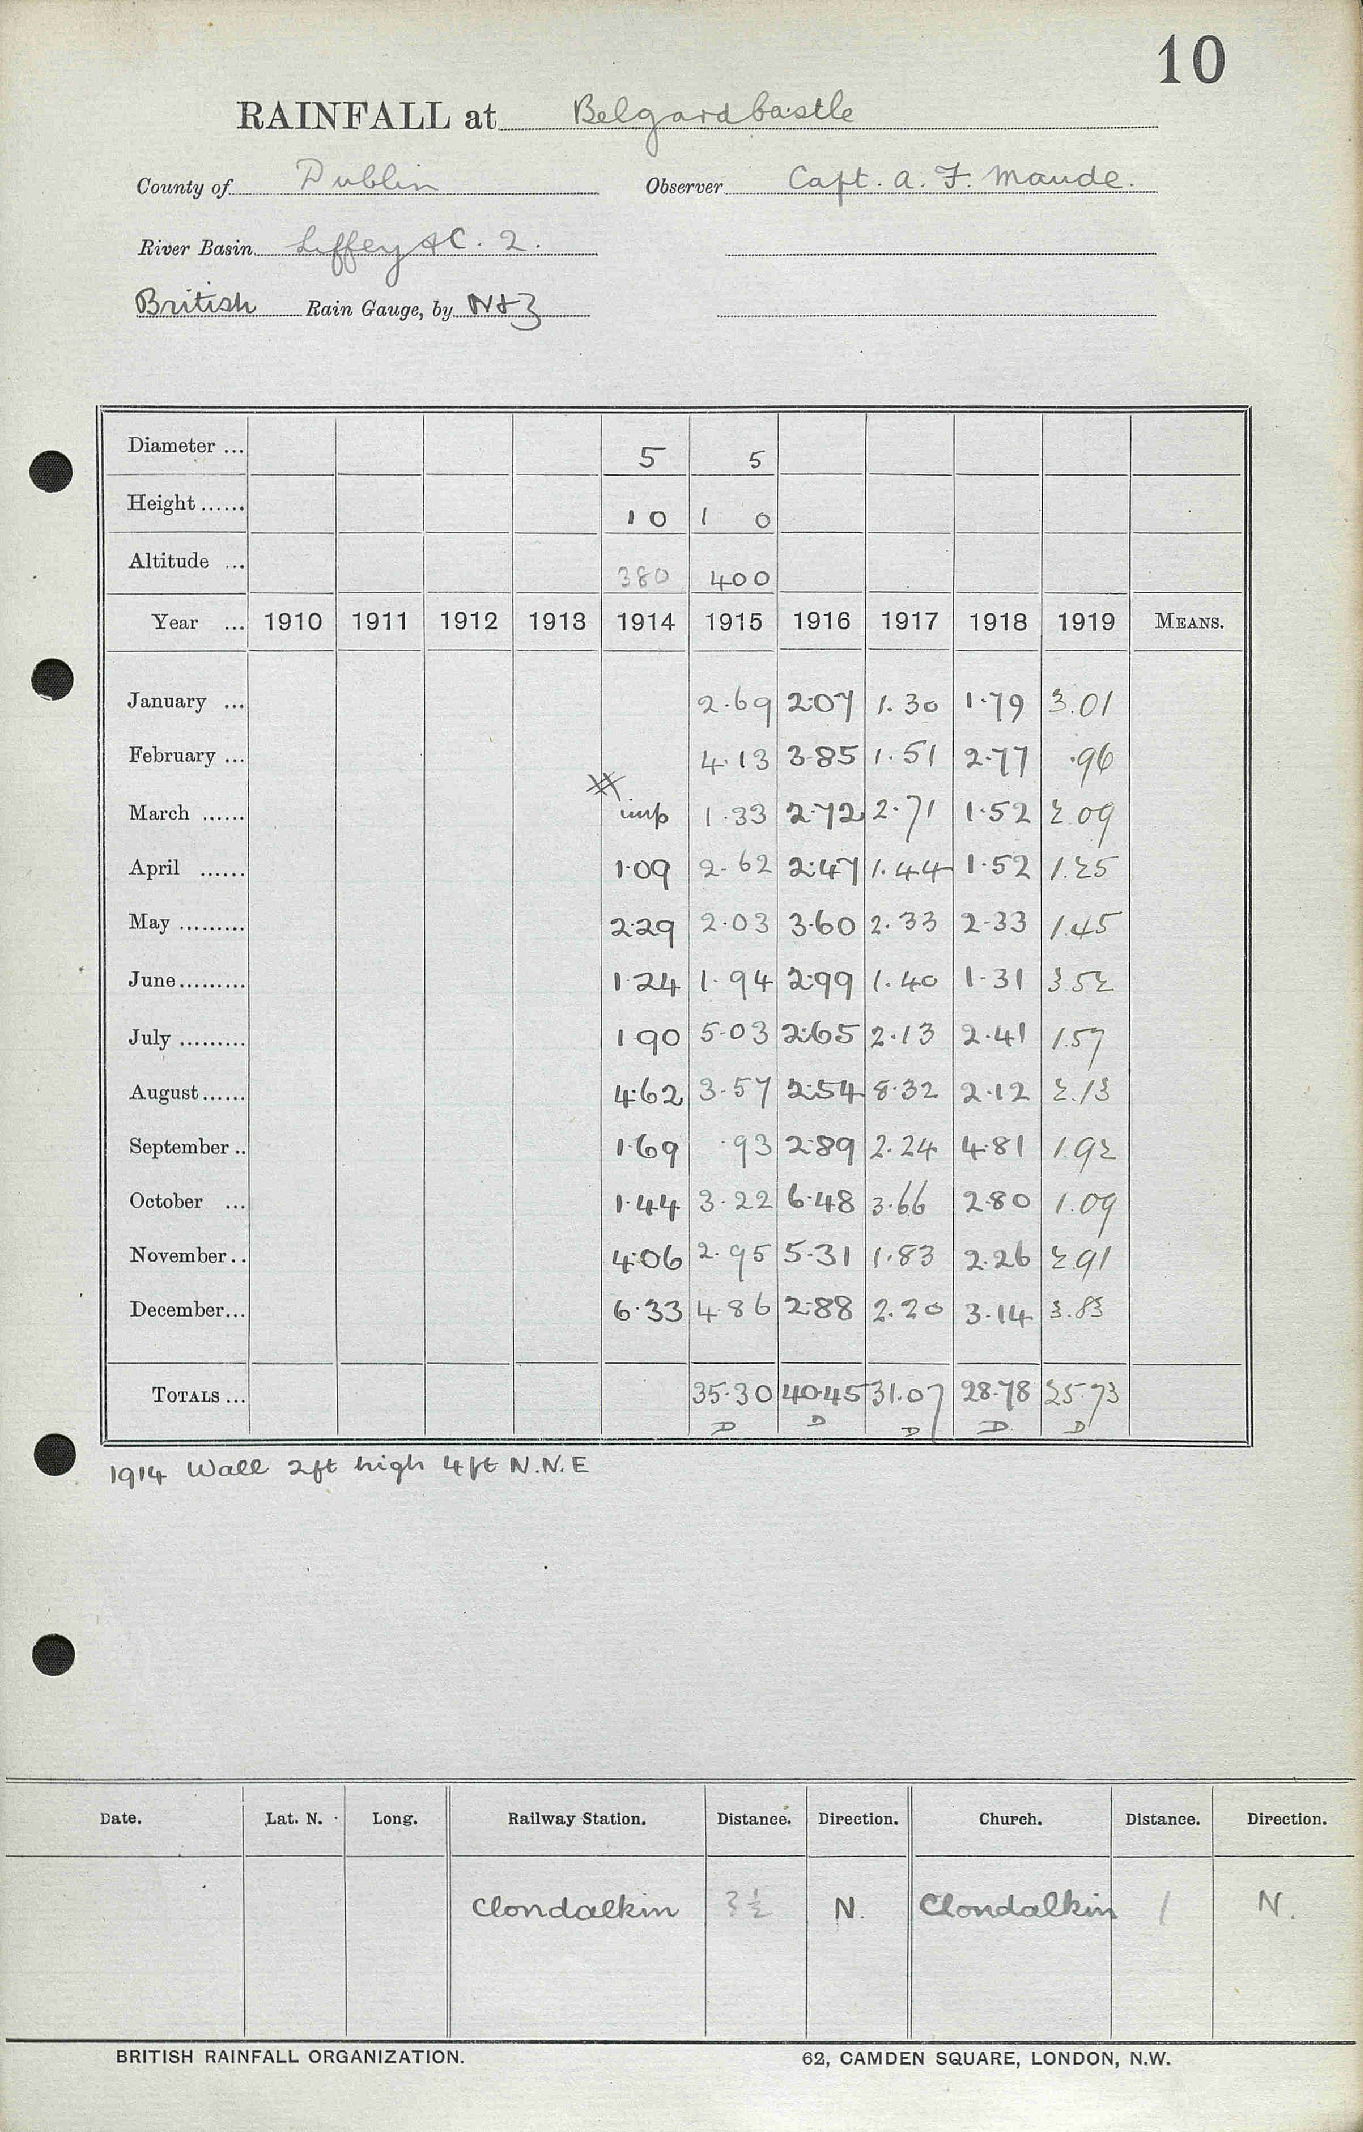 10
RAINFALL at Belgard Castle
County of Dublin Observer Capt. A. F. Maude.
River Basin Liffey &C. 2.
British Rain Gauge, by N&Z
Diameter ... 5 5
Height ...... 1 0 1 0
Altitude ... 380 400
Year ... 1910 1911 1912 1913 1914 1915 1916 1917 1918 1919 MEANS.
January ... 2.69 2.07 1.30 1.79 3.01
February ... 4.13 3.85 1.51 2.77 .96
March ...... imp 1.33 2.72 2.71 1.52 2.09
April ...... 1.09 2.62 2.47 1.44 1.52 1.25
May ......... 2.29 2.03 3.60 2.33 2.33 1.45
June ......... 1.24 1.94 2.99 1.40 1.31 3.52
July ......... 1.90 5.03 2.65 2.13 2.41 1.57
August ...... 4.62 3.57 2.54 8.32 2.12 2.13
September .. 1.69 .93 2.89 2.24 4.81 1.92
October ... 1.44 3.22 6.48 3.66 2.80 1.09
November .. 4.06 2.95 5.31 1.83 2.26 2.91
December ... 6.33 4.86 2.88 2.20 3.14 3.83
TOTALS ... 35.30 40.45 31.07 28.78 25.73
D D D D D
1914 Wall 2ft high 4ft N.N.E
Date. Lat. N. Long. Railway Station. Distance. Direction. Church. Distance. Direction.
Clondalkin 3½ N. Clondalkin 1 N.
BRITISH RAINFALL ORGANIZATION. 62, CAMDEN SQUARE, LONDON, N.W.